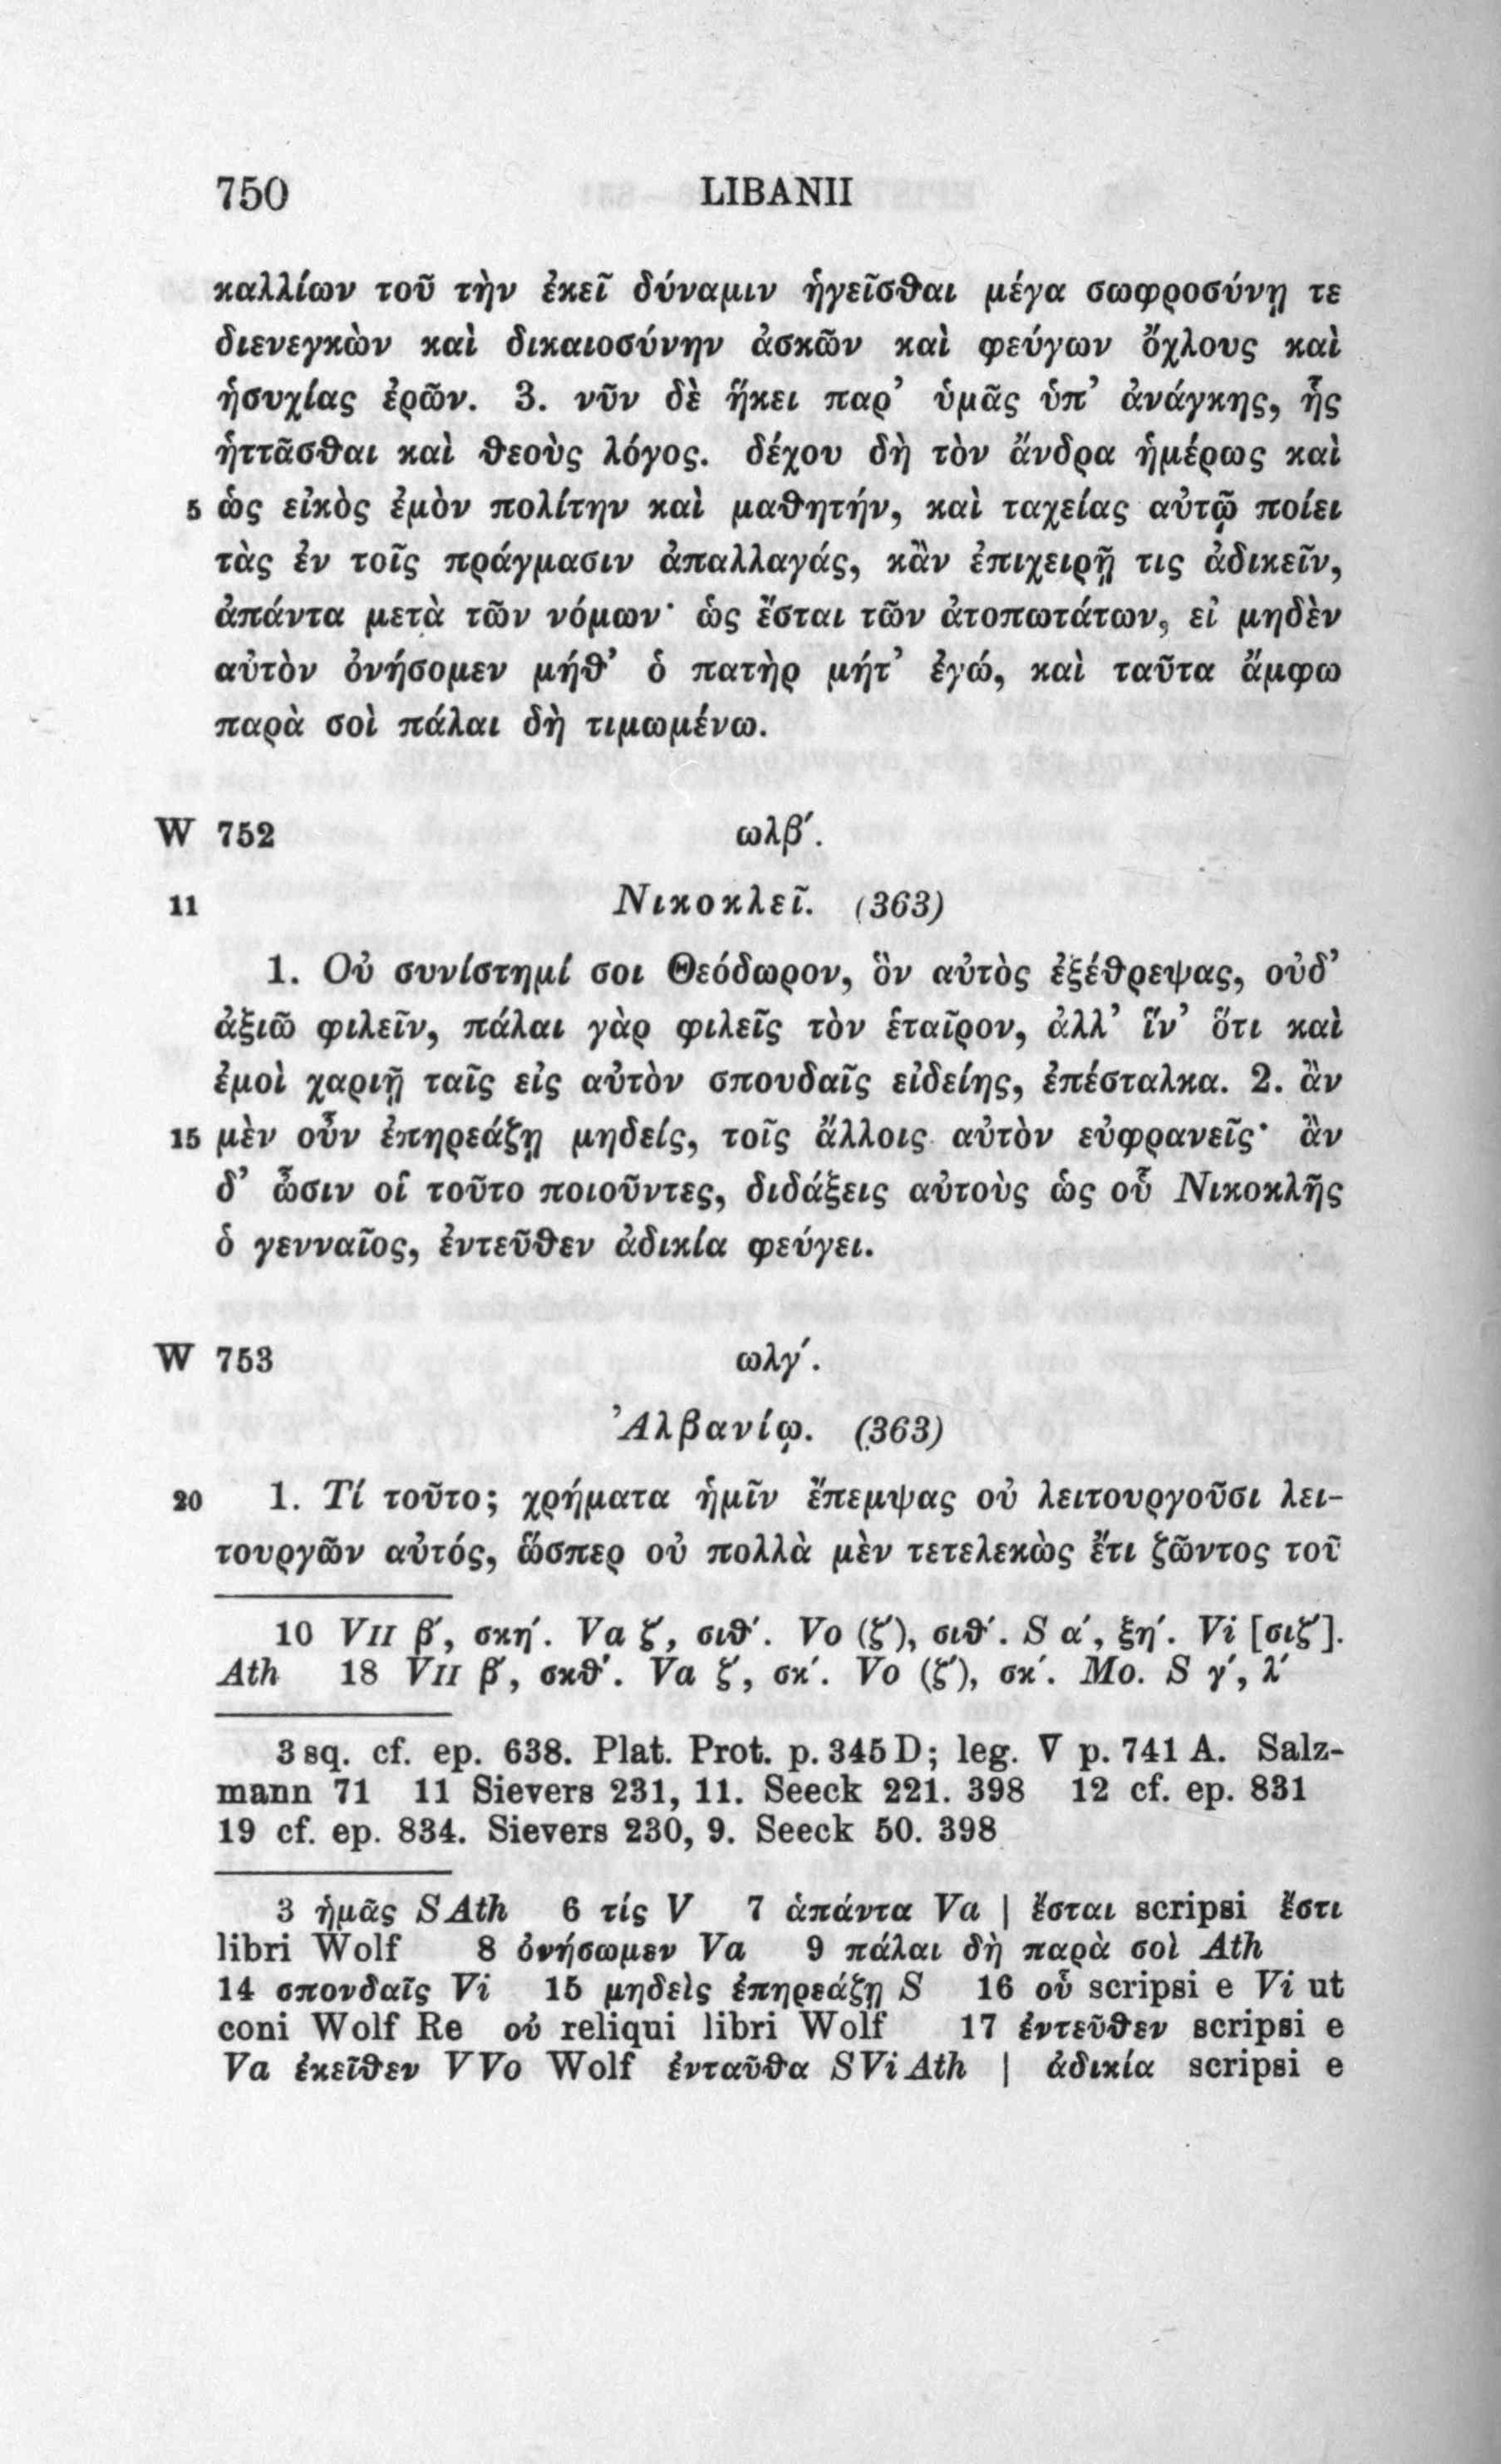 750 LIBANII
καλλίων τοῦ τὴν ἐκεῖ δύναμιν ἡγεῖσθαι μέγα σωφροσύνῃ τε
διενεγκὼν καὶ δικαιοσύνην ἀσκῶν καὶ φεύγων ὄχλους καὶ
ἡσυχίας ἐρῶν. 3. νῦν δὲ ἥκει παρ’ ὑμᾶς ὑπ’ ἀνάγκης, ἧς
ἡττᾶσθαι καὶ θεοὺς λόγος. δέχου δὴ τὸν ἄνδρα ἡμέρως καὶ
5 ὡς εἰκὸς ἐμὸν πολίτην καὶ μαθητήν, καὶ ταχείας αὐτῷ ποίει
τὰς ἐν τοῖς πράγμασιν ἀπαλλαγάς, κἂν ἐπιχειρῇ τις ἀδικεῖν,
ἀπάντα μετὰ τῶν νόμων· ὡς ἔσται τῶν ἀτοπωτάτων, εἰ μηδὲν
αὐτὸν ὀνήσομεν μήθ’ ὁ πατὴρ μήτ’ ἐγώ, καὶ ταῦτα ἄμφω
παρὰ σοὶ πάλαι δὴ τιμωμένω.
W 752 ωλβ′.
11 Νικοκλεῖ. (363)
1. Οὐ συνίστημί σοι Θεόδωρον, ὃν αὐτὸς ἐξέθρεψας, οὐδ’
ἀξιῶ φιλεῖν, πάλαι γὰρ φιλεῖς τὸν ἑταῖρον, ἀλλ’ ἵν’ ὅτι καὶ
ἐμοὶ χαριῇ ταῖς εἰς αὐτὸν σπουδαῖς εἰδείης, ἐπέσταλκα. 2. ἂν
15 μὲν οὖν ἐπηρεάζῃ μηδείς, τοῖς ἄλλοις αὐτὸν εὐφρανεῖς· ἂν
δ’ ὦσιν οἱ τοῦτο ποιοῦντες, διδάξεις αὐτοὺς ὡς οὗ Νικοκλῆς
ὁ γενναῖος, ἐντεῦθεν ἀδικία φεύγει.
W 753 ωλγ′.
Ἀλβανίῳ. (363)
20 1. Τί τοῦτο; χρήματα ἡμῖν ἔπεμψας οὐ λειτουργοῦσι λει-
τουργῶν αὐτός, ὥσπερ οὐ πολλὰ μὲν τετελεκὼς ἔτι ζῶντος τοῦ
10 VII β′, σκη′. Va ζ′, σιθ′. Vo (ζ′), σιθ′. S α′, ξη′. Vi [σιζ′].
Ath 18 VII β′, σκθ′. Va ζ′, σκ′. Vo (ζ′), σκ′. Mo. S γ′, λ′
3 sq. cf. ep. 638. Plat. Prot. p. 345 D; leg. V p. 741 A. Salz-
mann 71 11 Sievers 231, 11. Seeck 221. 398 12 cf. ep. 831
19 cf. ep. 834. Sievers 230, 9. Seeck 50. 398
3 ἡμᾶς S Ath 6 τίς V 7 ἁπάντα Va | ἔσται scripsi ἔστι
libri Wolf 8 ὀνήσωμεν Va 9 πάλαι δὴ παρὰ σοὶ Ath
14 σπονδαῖς Vi 15 μηδεὶς ἐπηρεάζῃ S 16 οὗ scripsi e Vi ut
coni Wolf Re οὐ reliqui libri Wolf 17 ἐντεῦθεν scripsi e
Va ἐκεῖθεν V Vo Wolf ἐνταῦθα S Vi Ath | ἀδικία scripsi e